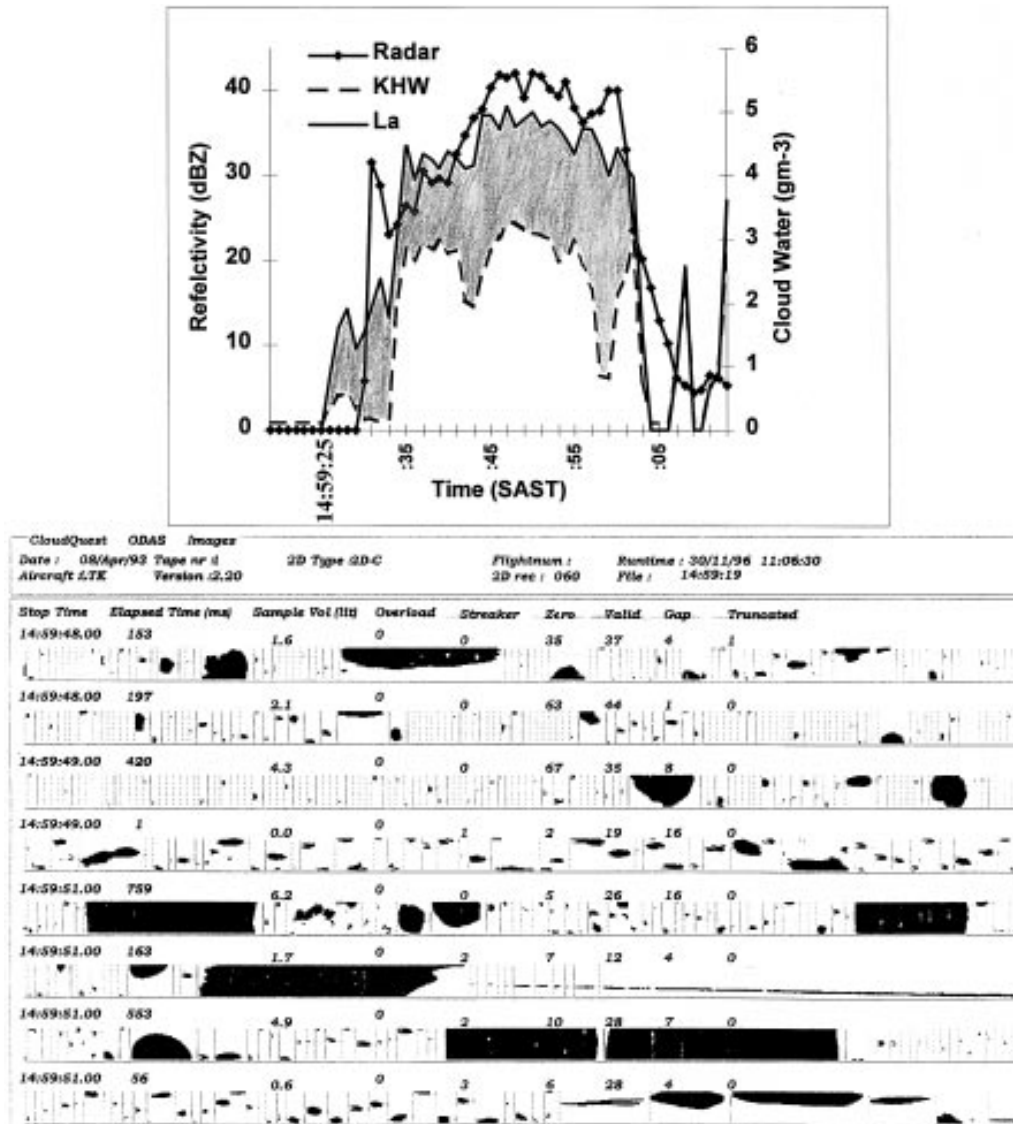 Radar
KHW
La
40
30
20
10
0
Refelctivity (dBZ)
6
5
4
3
2
1
0
Cloud Water (gm-3)
14:59:25
:35
:45
:55
:05
Time (SAST)
CloudQuest ODAS Images
Date : 08/Apr/93 Tape nr :1 2D Type :2D-C Flightnum : Runtime : 30/11/96 11:06:30
Aircraft :LTK Version :2.20 2D rec : 060 File : 14:59:19
Stop Time Elapsed Time (ms) Sample Vol (lit) Overload Streaker Zero Valid Gap Truncated
14:59:48.00 153 1.6 0 0 35 37 4 1
14:59:48.00 197 2.1 0 0 63 44 1 0
14:59:49.00 420 4.3 0 0 67 35 8 0
14:59:49.00 1 0.0 0 1 2 19 16 0
14:59:51.00 759 6.2 0 0 5 26 16 0
14:59:51.00 163 1.7 0 2 7 12 4 0
14:59:51.00 553 4.9 0 2 10 28 7 0
14:59:51.00 56 0.6 0 3 6 28 4 0